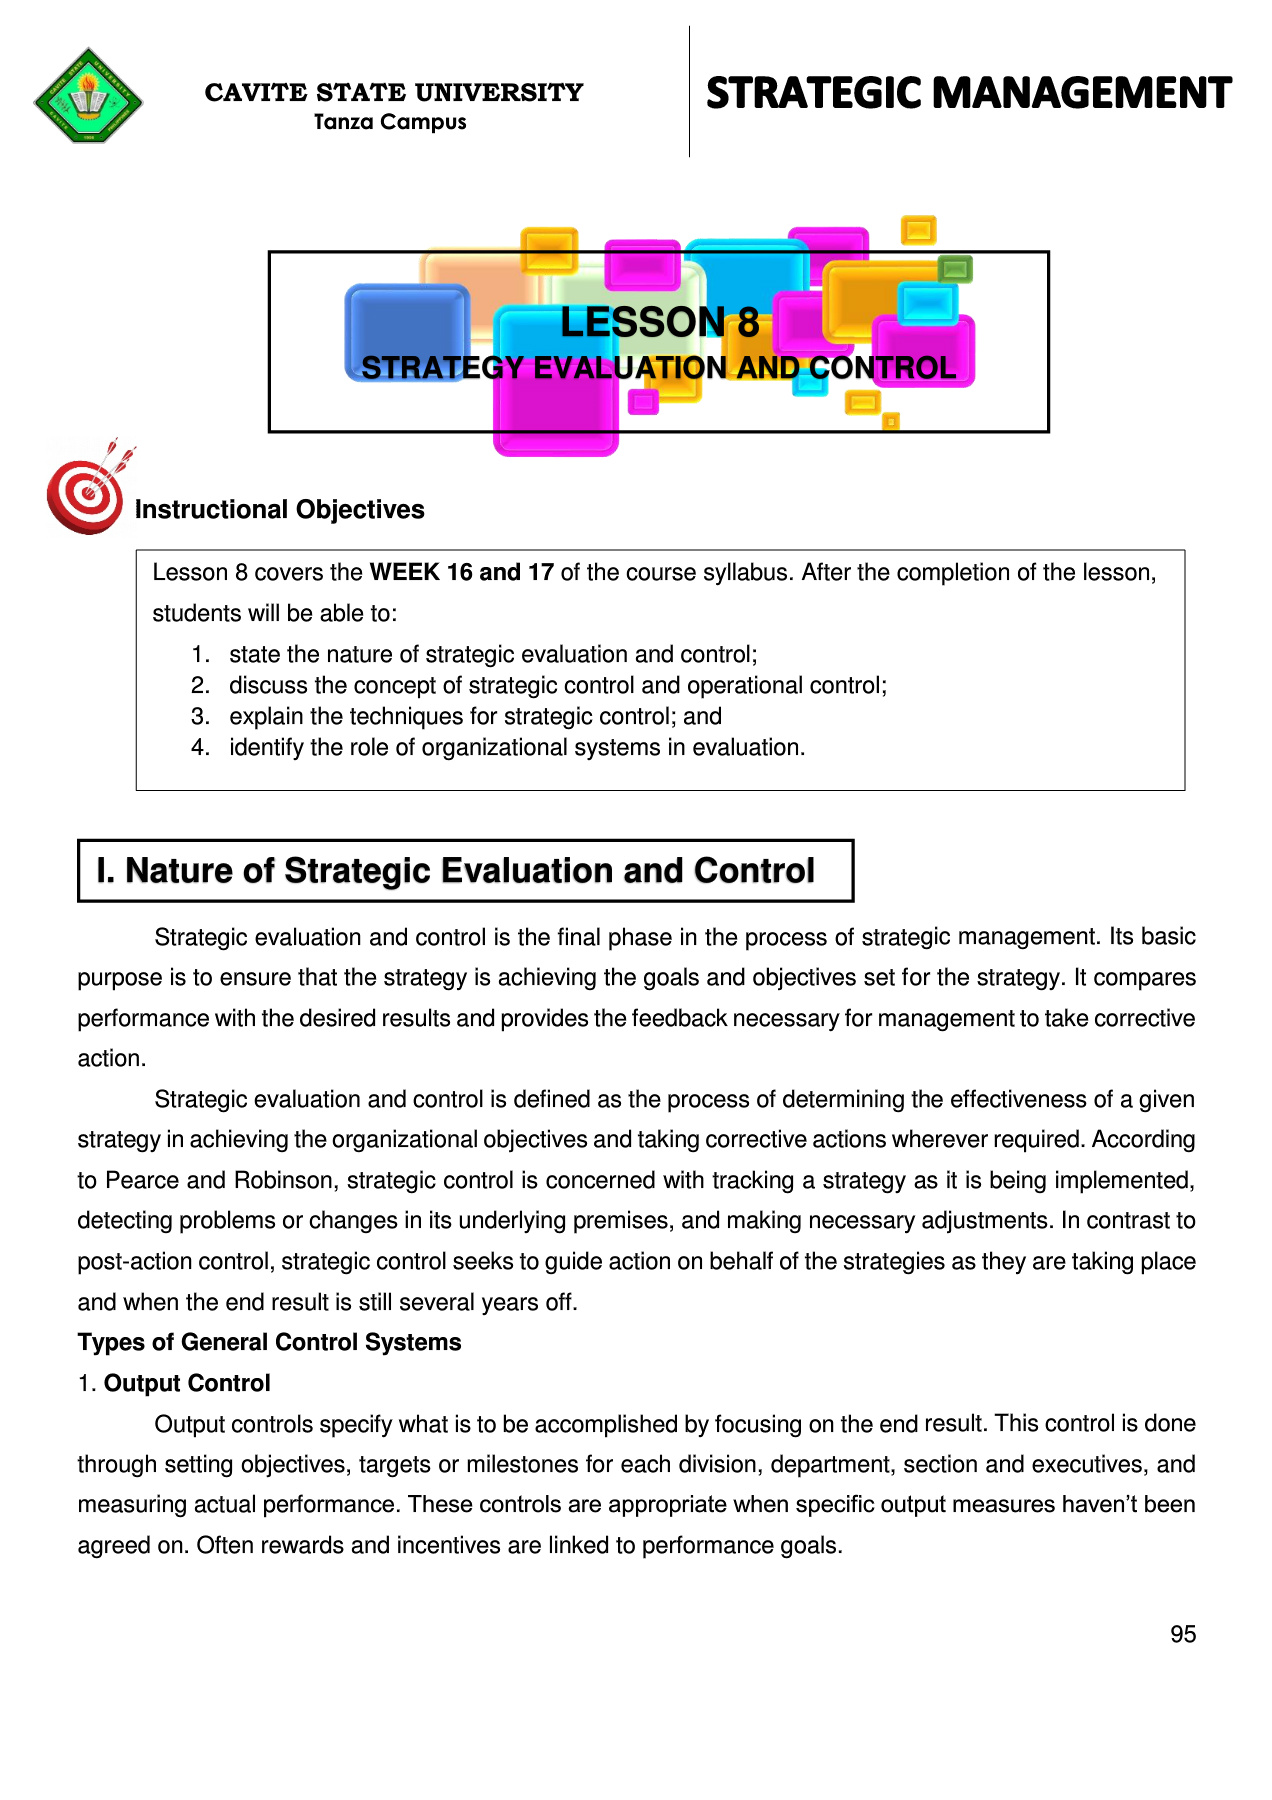 CAVITE STATE UNIVERSITY
Tanza Campus
STRATEGIC MANAGEMENT
LESSON 8
STRATEGY EVALUATION AND CONTROL
Instructional Objectives
Lesson 8 covers the WEEK 16 and 17 of the course syllabus. After the completion of the lesson,
students will be able to:
1. state the nature of strategic evaluation and control;
2. discuss the concept of strategic control and operational control;
3. explain the techniques for strategic control; and
4. identify the role of organizational systems in evaluation.
I. Nature of Strategic Evaluation and Control
Strategic evaluation and control is the final phase in the process of strategic management. Its basic
purpose is to ensure that the strategy is achieving the goals and objectives set for the strategy. It compares
performance with the desired results and provides the feedback necessary for management to take corrective
action.
Strategic evaluation and control is defined as the process of determining the effectiveness of a given
strategy in achieving the organizational objectives and taking corrective actions wherever required. According
to Pearce and Robinson, strategic control is concerned with tracking a strategy as it is being implemented,
detecting problems or changes in its underlying premises, and making necessary adjustments. In contrast to
post-action control, strategic control seeks to guide action on behalf of the strategies as they are taking place
and when the end result is still several years off.
Types of General Control Systems
1. Output Control
Output controls specify what is to be accomplished by focusing on the end result. This control is done
through setting objectives, targets or milestones for each division, department, section and executives, and
measuring actual performance. These controls are appropriate when specific output measures haven’t been
agreed on. Often rewards and incentives are linked to performance goals.
95